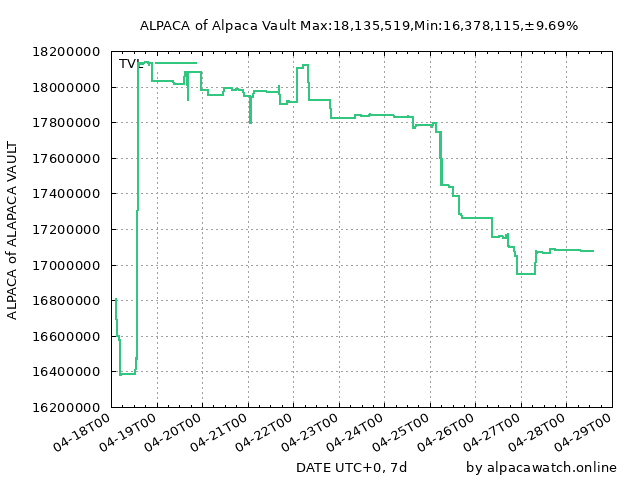 ALPACA of Alpaca Vault Max:18,135,519,Min:16,378,115,±9.69%
ALPACA of ALAPACA VAULT
TVL
18200000
18000000
17800000
17600000
17400000
17200000
17000000
16800000
16600000
16400000
16200000
04-18T00
04-19T00
04-20T00
04-21T00
04-22T00
04-23T00
04-24T00
04-25T00
04-26T00
04-27T00
04-28T00
04-29T00
DATE UTC+0, 7d
by alpacawatch.online